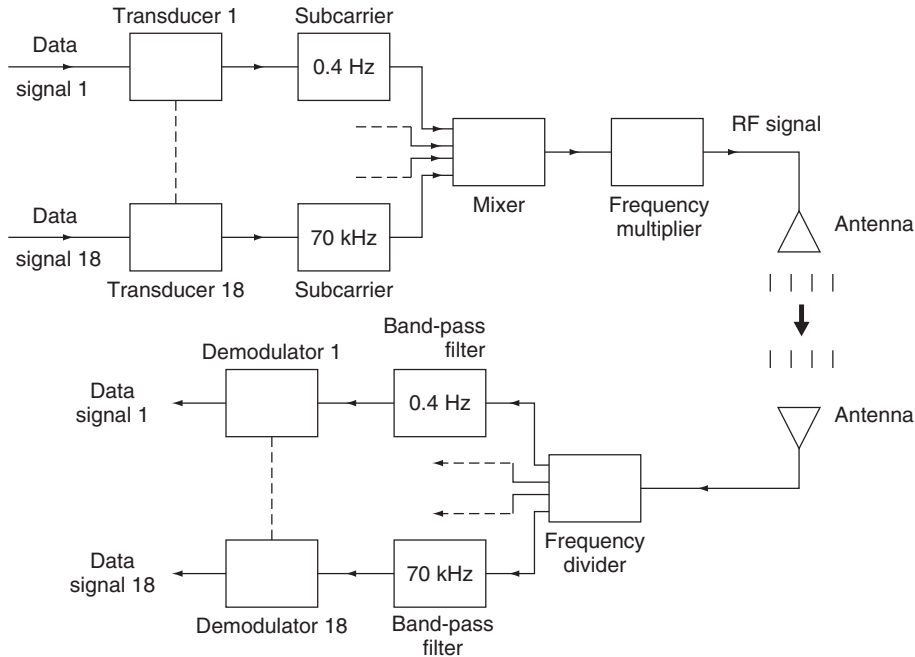 Transducer 1
Subcarrier
Data
signal 1
0.4 Hz
RF signal
Mixer
Frequency
multiplier
Antenna
Data
signal 18
70 kHz
Transducer 18
Subcarrier
Band-pass
filter
Demodulator 1
Data
signal 1
0.4 Hz
Antenna
Frequency
divider
Data
signal 18
70 kHz
Demodulator 18
Band-pass
filter